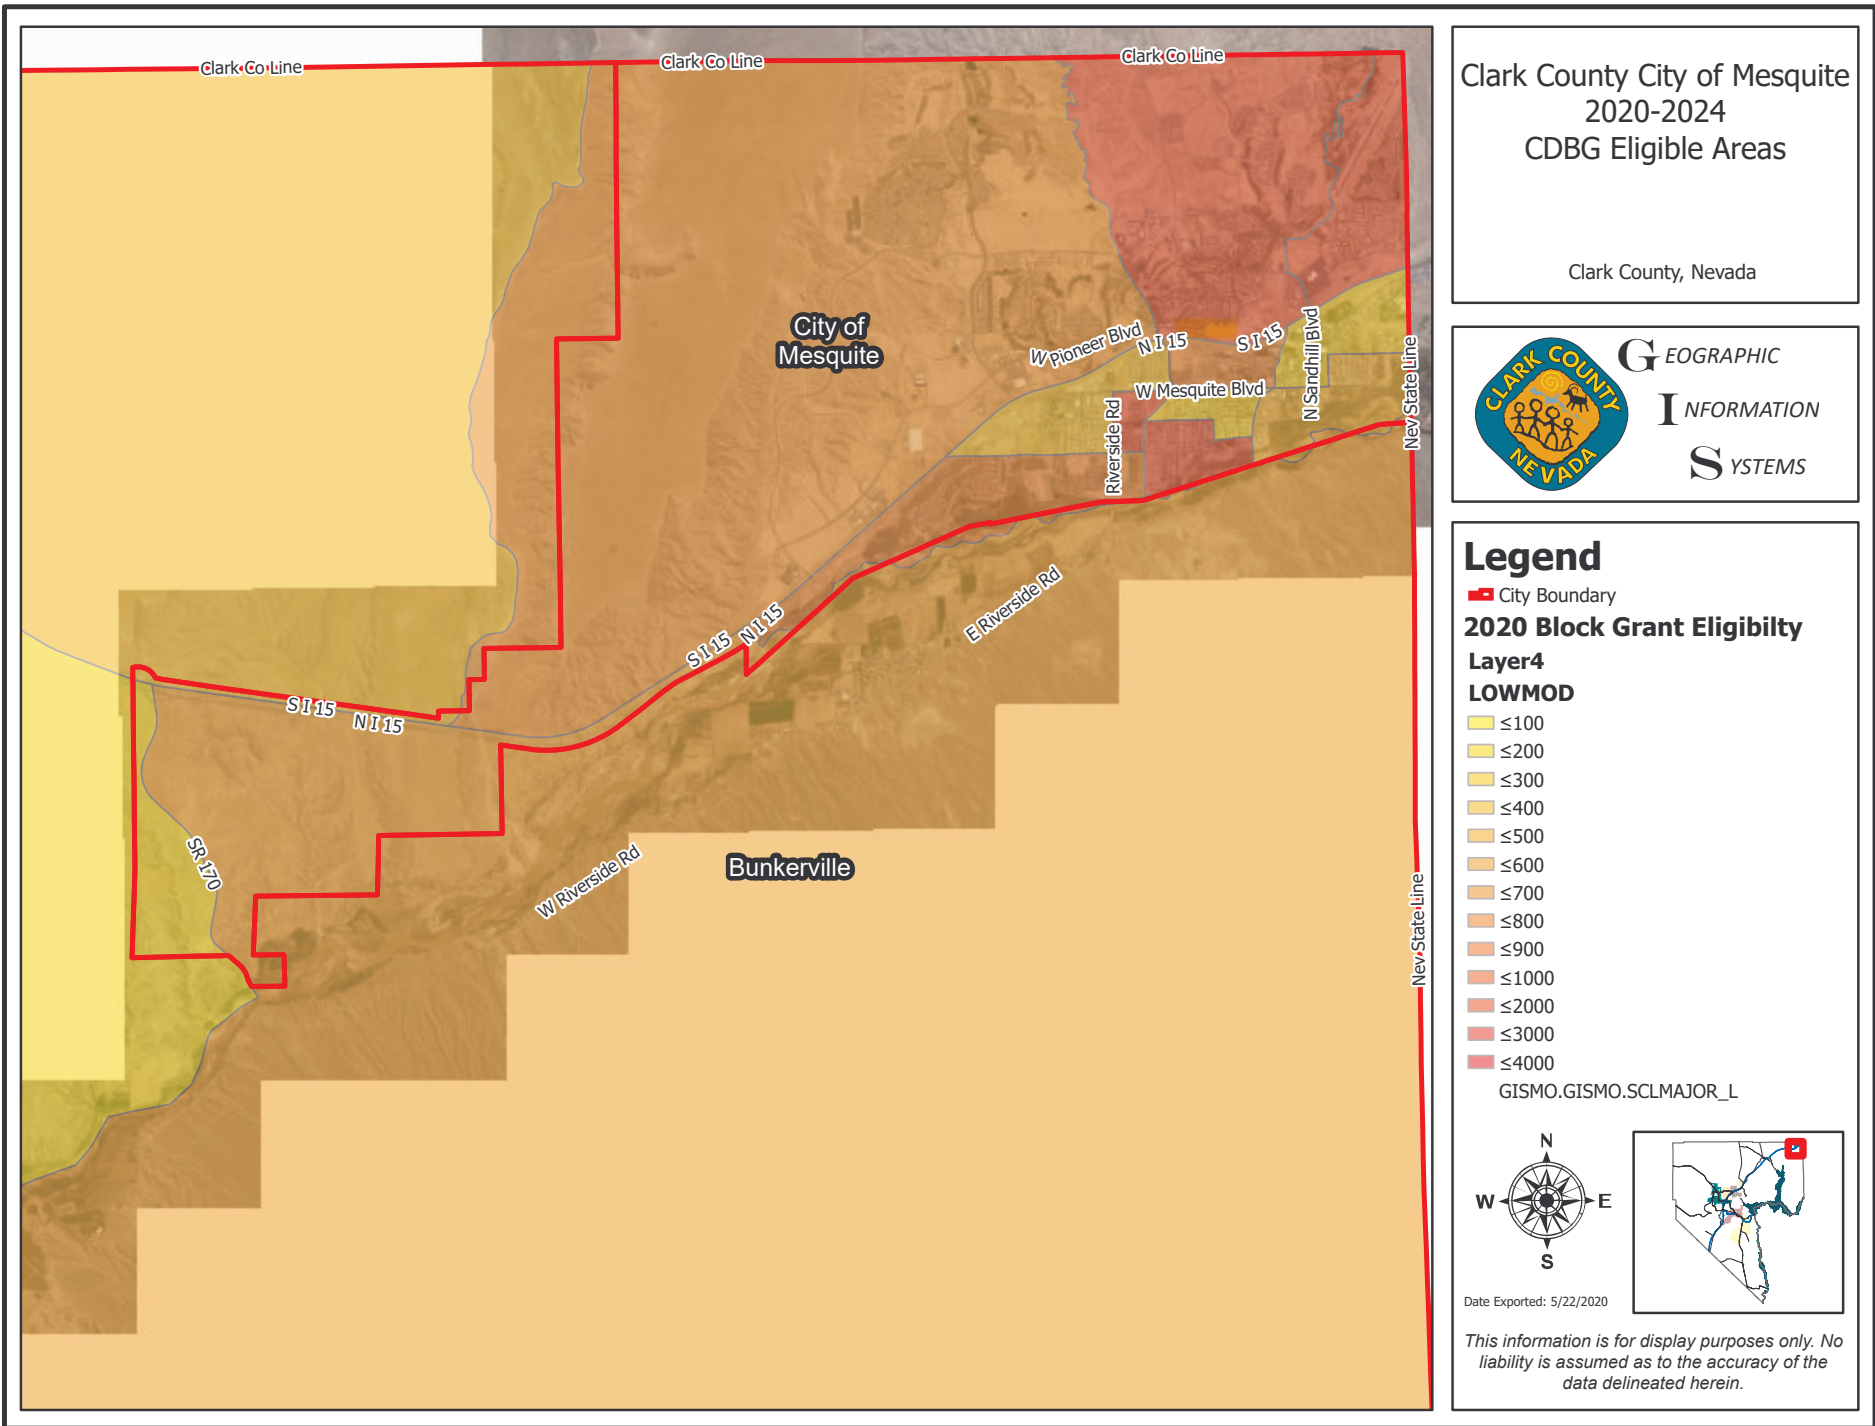 Clark County City of Mesquite
2020-2024
CDBG Eligible Areas
Clark County, Nevada
CLARK COUNTY
NEVADA
GEOGRAPHIC
INFORMATION
SYSTEMS
Legend
City Boundary
2020 Block Grant Eligibilty
Layer4
LOWMOD
≤100
≤200
≤300
≤400
≤500
≤600
≤700
≤800
≤900
≤1000
≤2000
≤3000
≤4000
GISMO.GISMO.SCLMAJOR_L
N
W
E
S
Date Exported: 5/22/2020
This information is for display purposes only. No
liability is assumed as to the accuracy of the
data delineated herein.
Clark Co Line
Clark Co Line
Clark Co Line
City of
Mesquite
W Pioneer Blvd
N I 15
S I 15
N Sandhill Blvd
Nev State Line
W Mesquite Blvd
Riverside Rd
E Riverside Rd
S I 15
N I 15
S I 15
N I 15
SR 170
W Riverside Rd
Bunkerville
Nev State Line